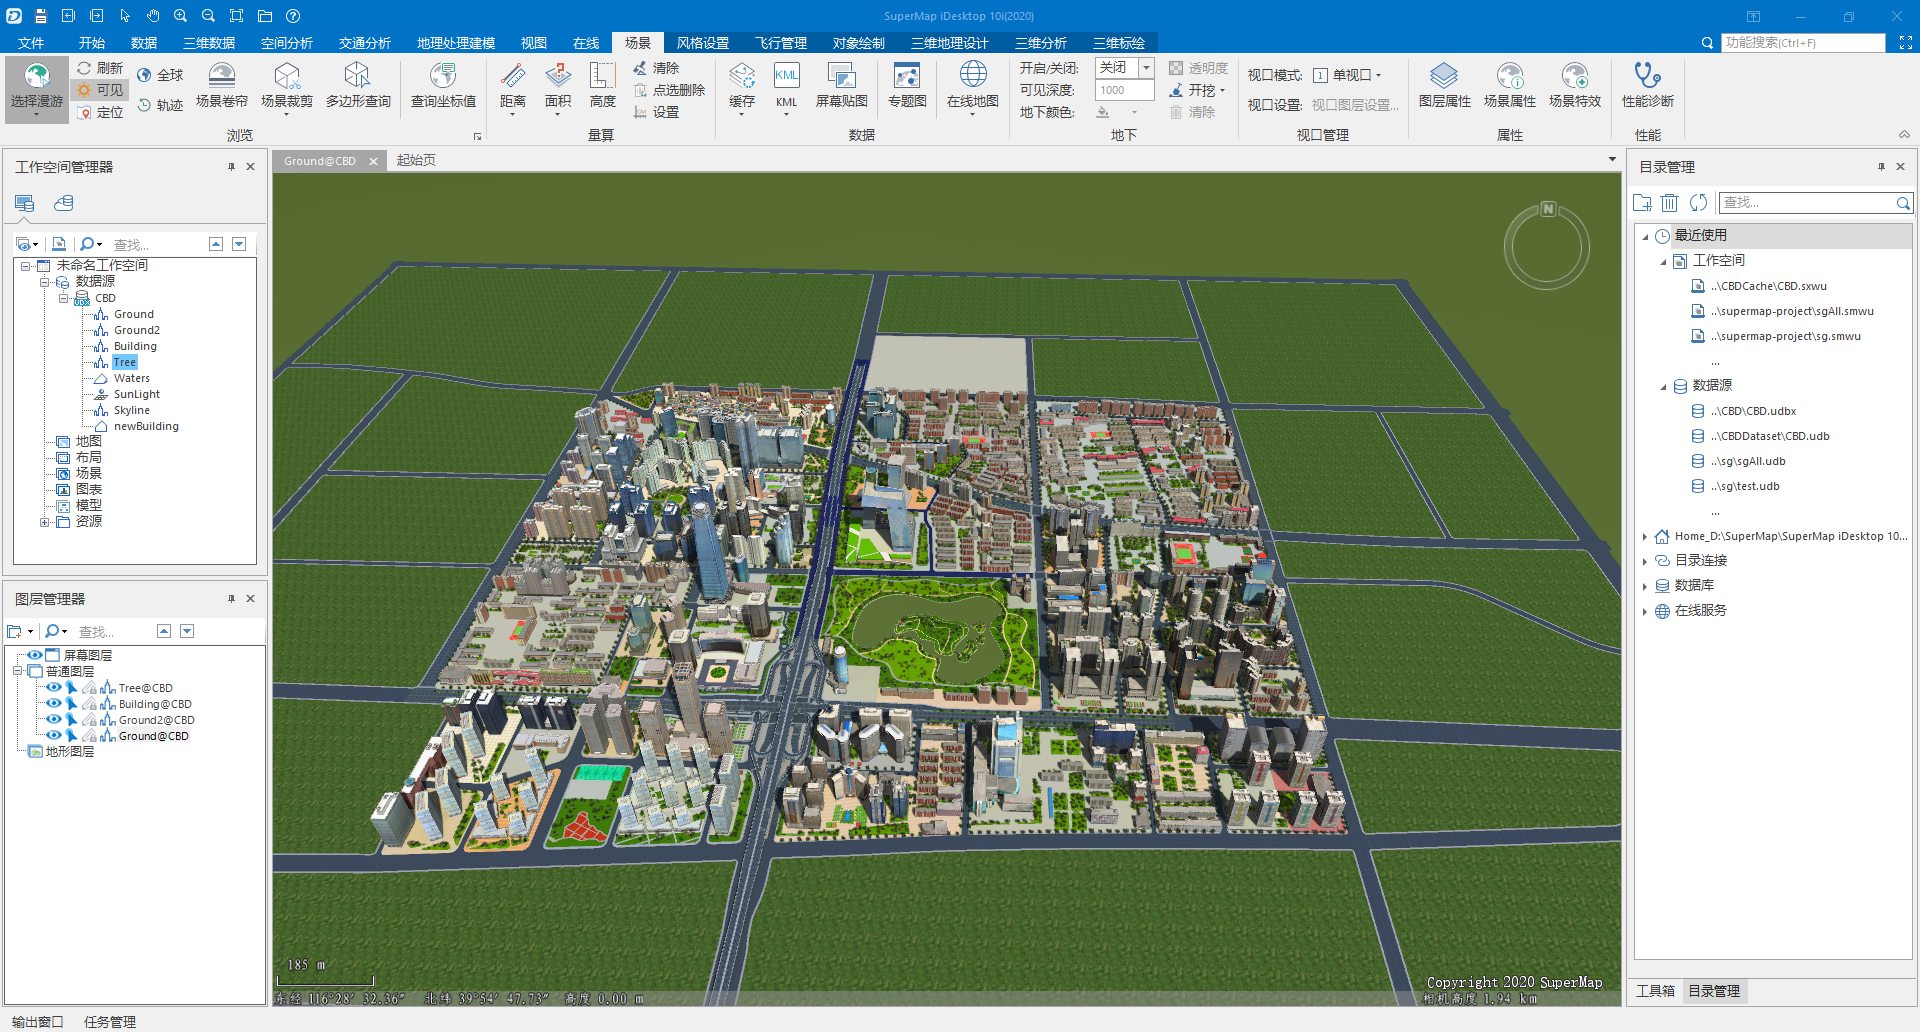 SuperMap iDesktop 10i(2020)
文件 开始 数据 三维数据 空间分析 交通分析 地理处理建模 视图 在线 场景 风格设置 飞行管理 对象绘制 三维地理设计 三维分析 三维标绘 功能搜索(Ctrl+F)
选择漫游 刷新 可见 定位 全球 轨迹 场景卷帘 场景裁剪 多边形查询 查询坐标值
浏览
距离 面积 高度 清除 点选删除 设置
量算
缓存 KML KML 屏幕贴图 专题图 在线地图
数据
开启/关闭: 关闭 透明度
可见深度: 1000 开挖
地下颜色: 清除
地下
视口模式: 1 单视口
视口设置: 视口图层设置...
视口管理
图层属性 场景属性 场景特效
属性
性能诊断
性能
工作空间管理器
查找...
未命名工作空间
数据源
UDX
CBD
Ground
Ground2
Building
Tree
Waters
SunLight
Skyline
newBuilding
地图
布局
场景
图表
模型
资源
图层管理器
查找...
屏幕图层
普通图层
Tree@CBD
Building@CBD
Ground2@CBD
Ground@CBD
地形图层
Ground@CBD 起始页
N
185 m
东经 116°28′ 32.36″ 北纬 39°54′ 47.73″ 高度 0.00 m
Copyright 2020 SuperMap
相机高度 1.94 km
目录管理
查找...
最近使用
工作空间
..\CBDCache\CBD.sxwu
..\supermap-project\sgAll.smwu
..\supermap-project\sg.smwu
...
数据源
..\CBD\CBD.udbx
..\CBDDataset\CBD.udb
..\sg\sgAll.udb
..\sg\test.udb
...
Home_D:\SuperMap\SuperMap iDesktop 10...
目录连接
数据库
在线服务
工具箱 目录管理
输出窗口 任务管理